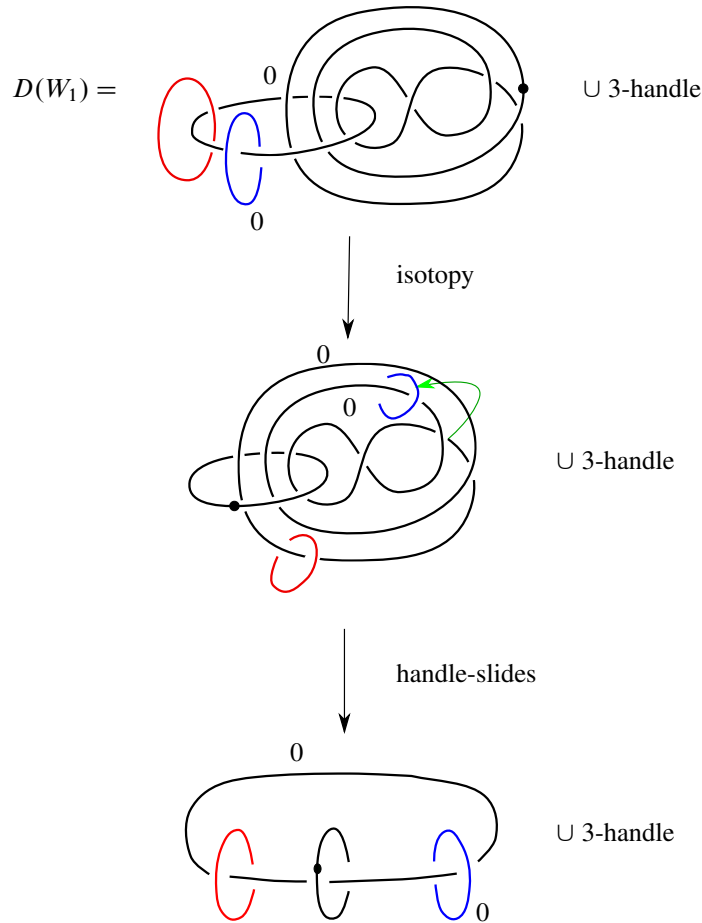 0
D(W₁) = ∪ 3-handle
0
isotopy
0
0
∪ 3-handle
handle-slides
0
∪ 3-handle
0